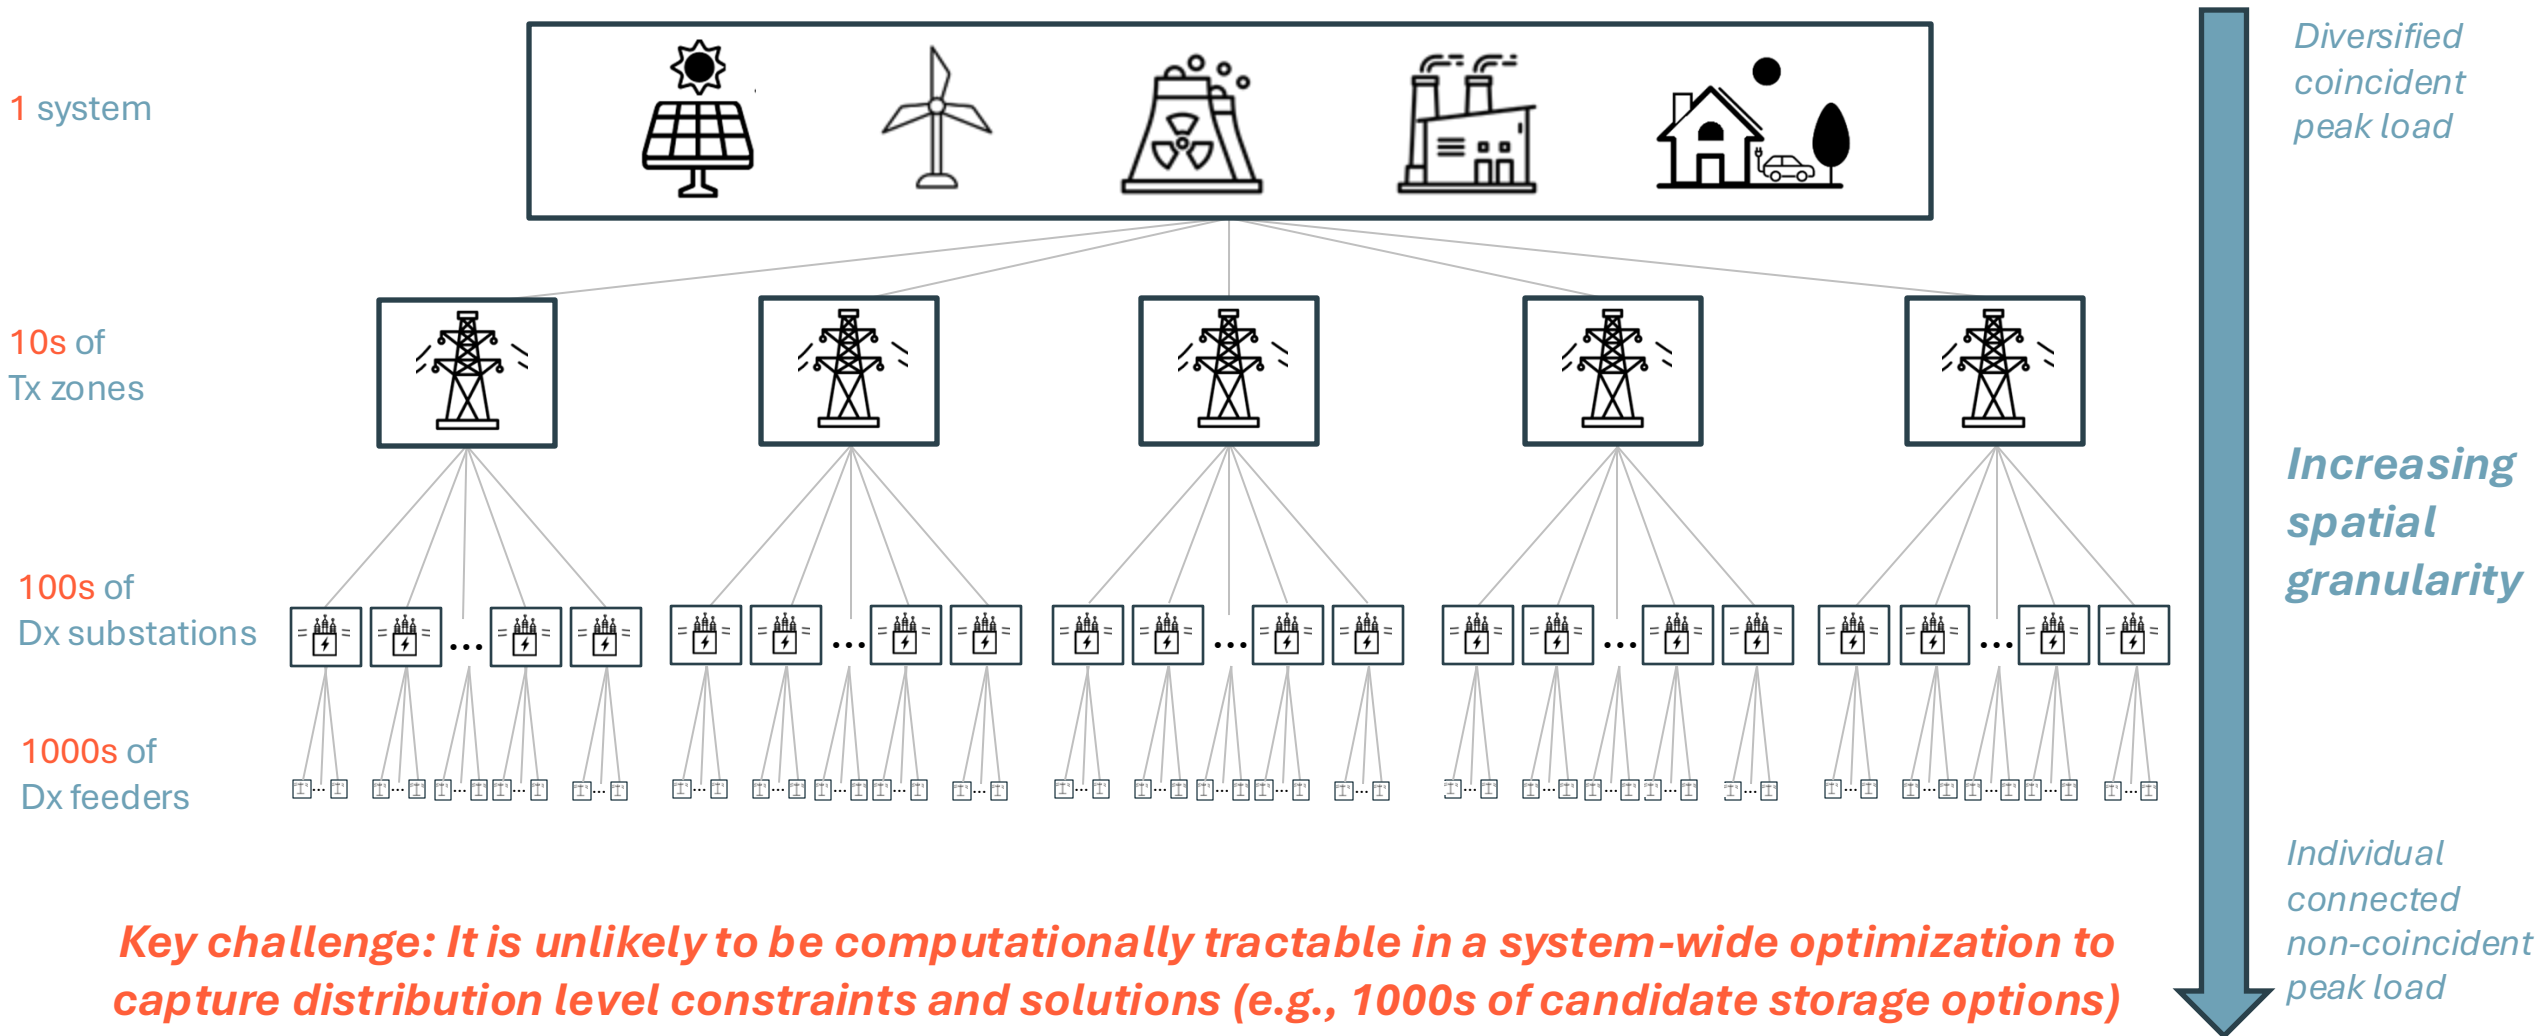 1 system
Diversified
coincident
peak load
10s of
Tx zones
Increasing
spatial
granularity
100s of
Dx substations
...
...
...
...
...
1000s of
Dx feeders
Individual
connected
non-coincident
peak load
Key challenge: It is unlikely to be computationally tractable in a system-wide optimization to
capture distribution level constraints and solutions (e.g., 1000s of candidate storage options)